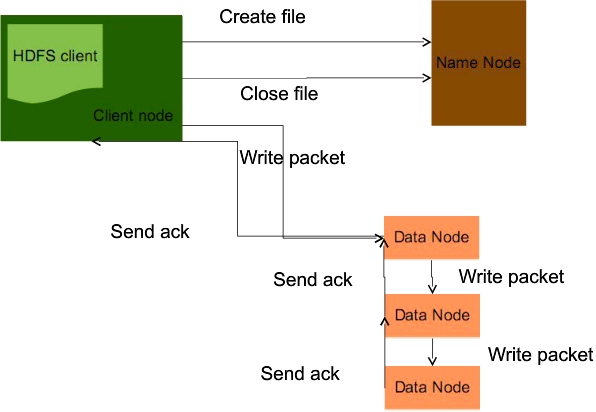 Create file
HDFS client
Name Node
Close file
Client node
Write packet
Send ack
Data Node
Send ack
Write packet
Data Node
Write packet
Send ack
Data Node